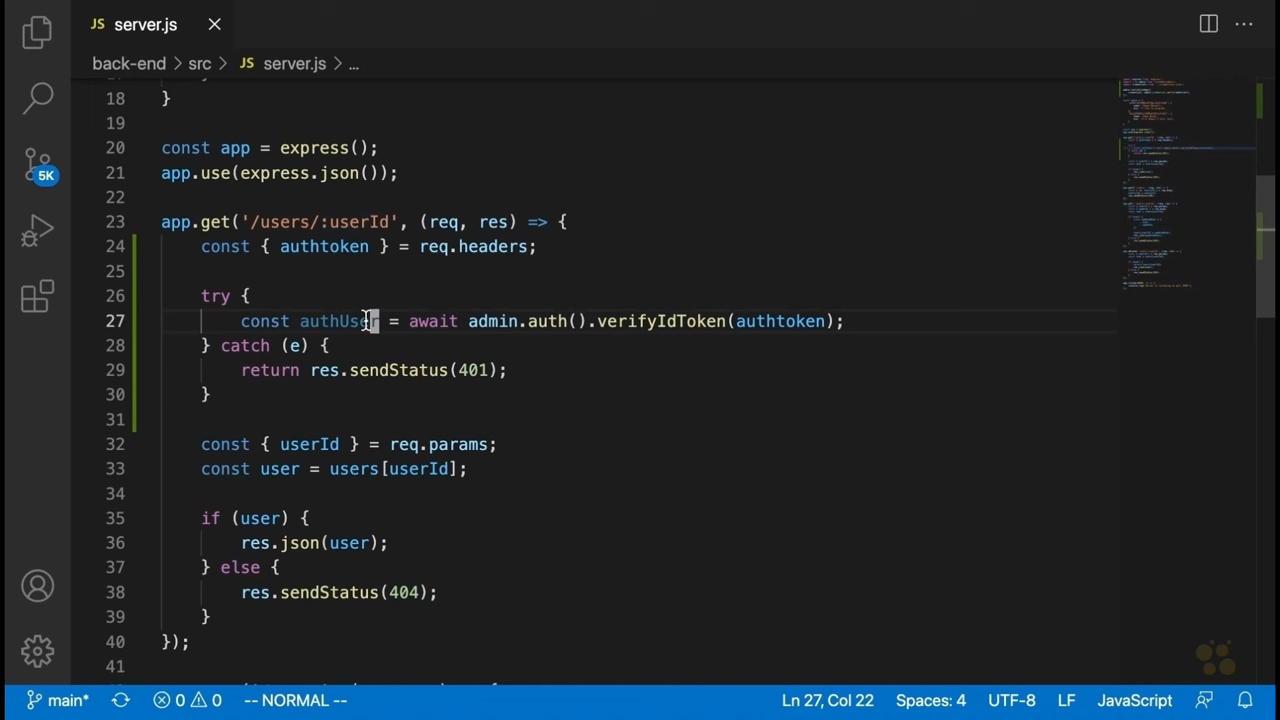 JS server.js
back-end > src > JS server.js > ...
18 }
19
20 const app = express();
21 app.use(express.json());
22
23 app.get('/users/:userId', (req, res) => {
24 const { authtoken } = req.headers;
25
26 try {
27 const authUser = await admin.auth().verifyIdToken(authtoken);
28 } catch (e) {
29 return res.sendStatus(401);
30 }
31
32 const { userId } = req.params;
33 const user = users[userId];
34
35 if (user) {
36 res.json(user);
37 } else {
38 res.sendStatus(404);
39 }
40 });
41
5K
main* 0 0 -- NORMAL -- Ln 27, Col 22 Spaces: 4 UTF-8 LF JavaScript